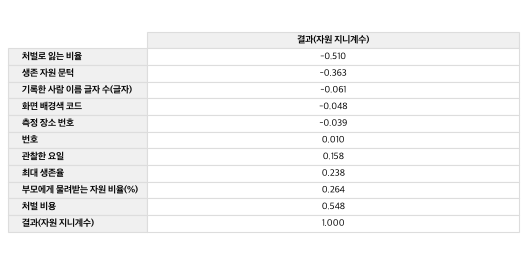 결과(자원 지니계수)
처벌로 잃는 비율 -0.510
생존 자원 문턱 -0.363
기록한 사람 이름 글자 수(글자) -0.061
화면 배경색 코드 -0.048
측정 장소 번호 -0.039
번호 0.010
관찰한 요일 0.158
최대 생존율 0.238
부모에게 물려받는 자원 비율(%) 0.264
처벌 비용 0.548
결과(자원 지니계수) 1.000